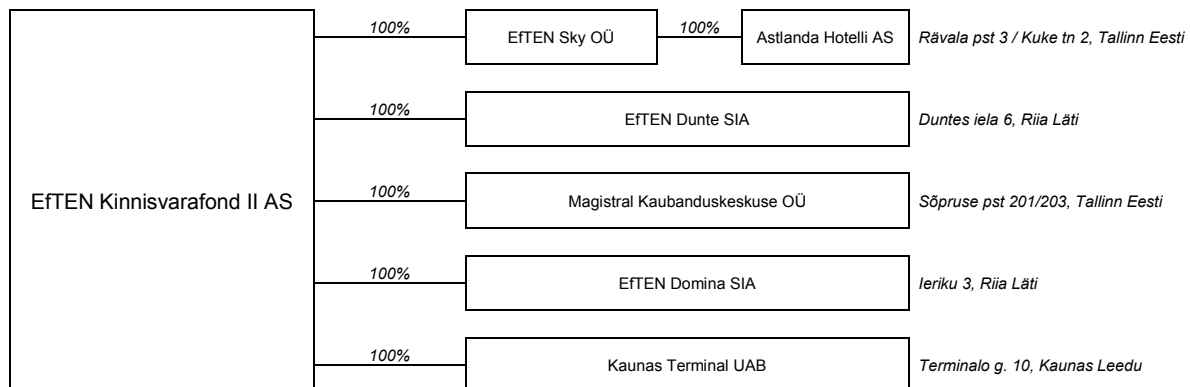 100%
EfTEN Sky OÜ
100%
Astlanda Hotelli AS
Rävala pst 3 / Kuke tn 2, Tallinn Eesti
100%
EfTEN Dunte SIA
Duntes iela 6, Riia Läti
EfTEN Kinnisvarafond II AS
100%
Magistral Kaubanduskeskuse OÜ
Sõpruse pst 201/203, Tallinn Eesti
100%
EfTEN Domina SIA
Ieriku 3, Riia Läti
100%
Kaunas Terminal UAB
Terminalo g. 10, Kaunas Leedu